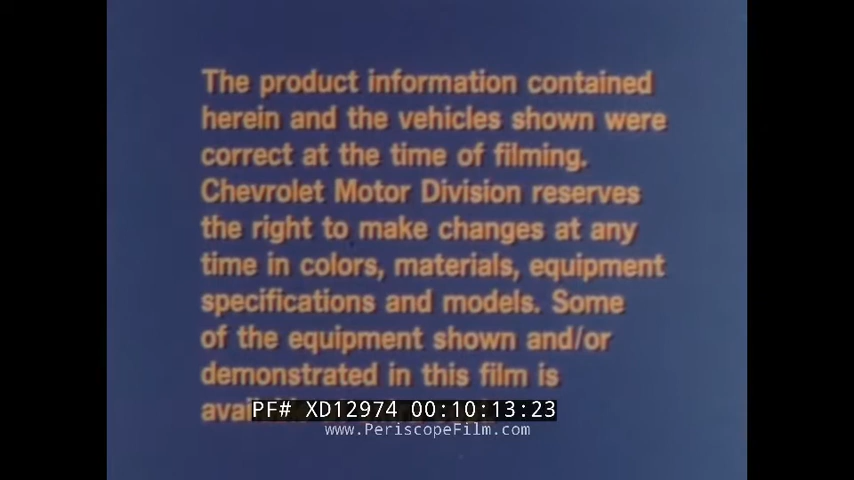 The product information contained
herein and the vehicles shown were
correct at the time of filming.
Chevrolet Motor Division reserves
the right to make changes at any
time in colors, materials, equipment
specifications and models. Some
of the equipment shown and/or
demonstrated in this film is
PF# XD12974 00:10:13:23
www.PeriscopeFilm.com